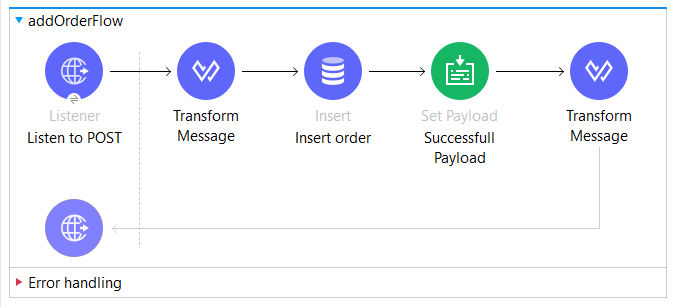 addOrderFlow
Listener
Listen to POST
Transform
Message
Insert
Insert order
Set Payload
Successfull
Payload
Transform
Message
Error handling